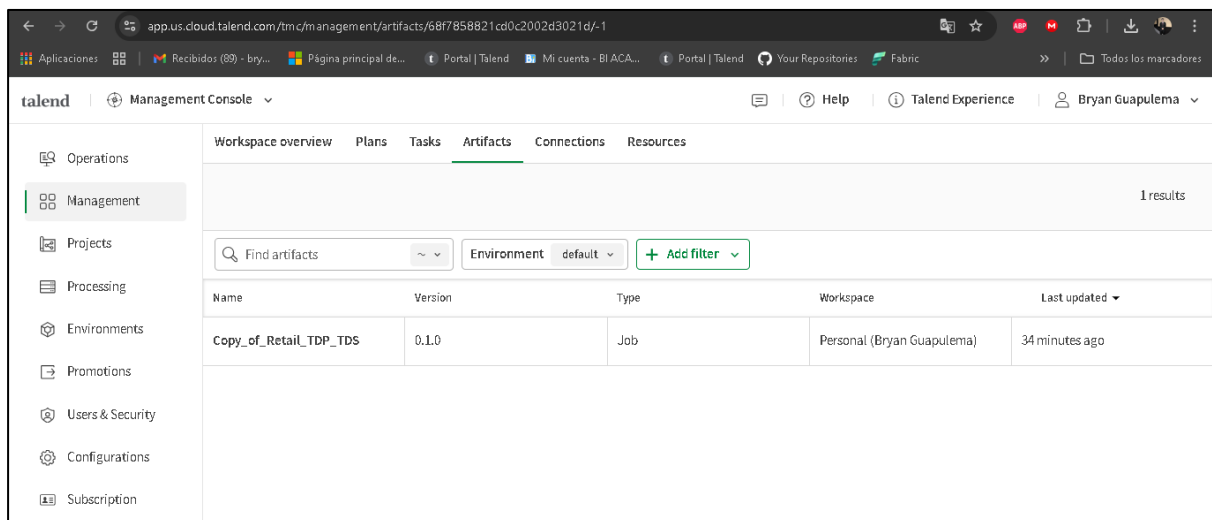 app.us.cloud.talend.com/tmc/management/artifacts/68f7858821cd0c2002d3021d/-1
ABP M
Aplicaciones Recibidos (89) - bry... Página principal de... t Portal | Talend Mi cuenta - BI ACA... t Portal | Talend Your Repositories Fabric » Todos los marcadores
talend Management Console ? Help i Talend Experience Bryan Guapulema
Workspace overview Plans Tasks Artifacts Connections Resources
Operations
Management
Projects
Processing
Environments
Promotions
Users & Security
Configurations
Subscription
1 results
Find artifacts ~ Environment default + Add filter
Name Version Type Workspace Last updated
Copy_of_Retail_TDP_TDS 0.1.0 Job Personal (Bryan Guapulema) 34 minutes ago